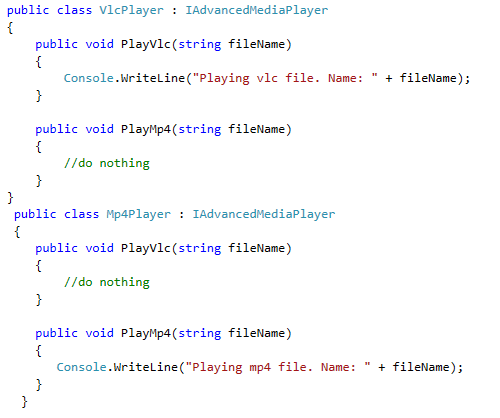 public class VlcPlayer : IAdvancedMediaPlayer
{
    public void PlayVlc(string fileName)
    {
        Console.WriteLine("Playing vlc file. Name: " + fileName);
    }

    public void PlayMp4(string fileName)
    {
        //do nothing
    }
}
 public class Mp4Player : IAdvancedMediaPlayer
 {
    public void PlayVlc(string fileName)
    {
        //do nothing
    }

    public void PlayMp4(string fileName)
    {
       Console.WriteLine("Playing mp4 file. Name: " + fileName);
    }
  }